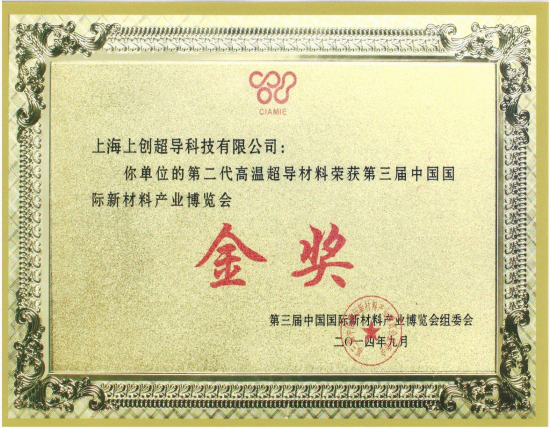 CIAMIE
上海上创超导科技有限公司：
你单位的第二代高温超导材料荣获第三届中国国
际新材料产业博览会
金奖
第三届中国国际新材料产业博览会组委会
二〇一四年九月